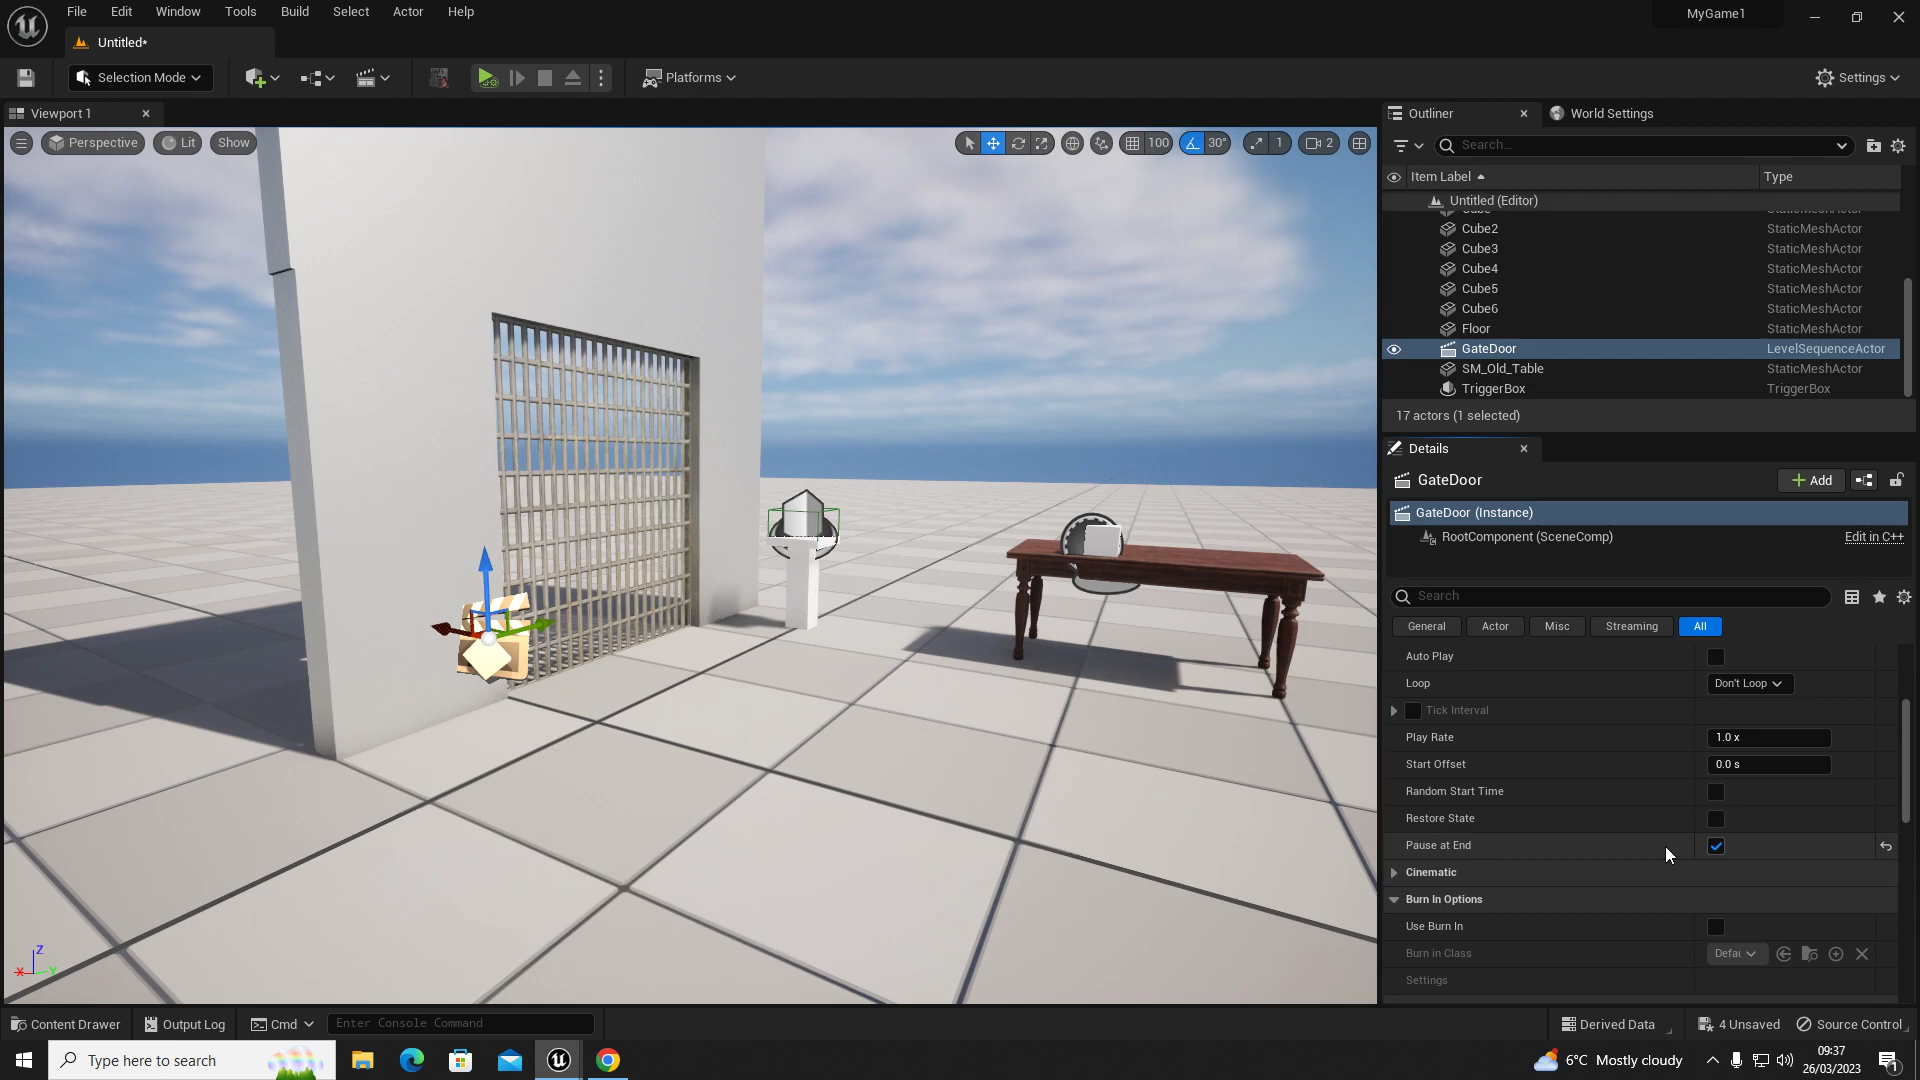 File Edit Window Tools Build Select Actor Help
MyGame1
Untitled*
Selection Mode
Platforms
Settings
Viewport 1
Perspective
Lit
Show
100
30°
1
2
Outliner
World Settings
Search...
Item Label
Type
Untitled (Editor)
Cube StaticMeshActor
Cube2 StaticMeshActor
Cube3 StaticMeshActor
Cube4 StaticMeshActor
Cube5 StaticMeshActor
Cube6 StaticMeshActor
Floor StaticMeshActor
GateDoor LevelSequenceActor
SM_Old_Table StaticMeshActor
TriggerBox TriggerBox
17 actors (1 selected)
Details
GateDoor
Add
GateDoor (Instance)
RootComponent (SceneComp)
Edit in C++
Search
General Actor Misc Streaming All
Auto Play
Loop Don't Loop
Tick Interval
Play Rate 1.0 x
Start Offset 0.0 s
Random Start Time
Restore State
Pause at End
Cinematic
Burn In Options
Use Burn In
Burn in Class Defau
Settings
Z
X
Y
Content Drawer
Output Log
Cmd
Enter Console Command
Derived Data
4 Unsaved
Source Control
Type here to search
6°C Mostly cloudy
09:37
26/03/2023
1